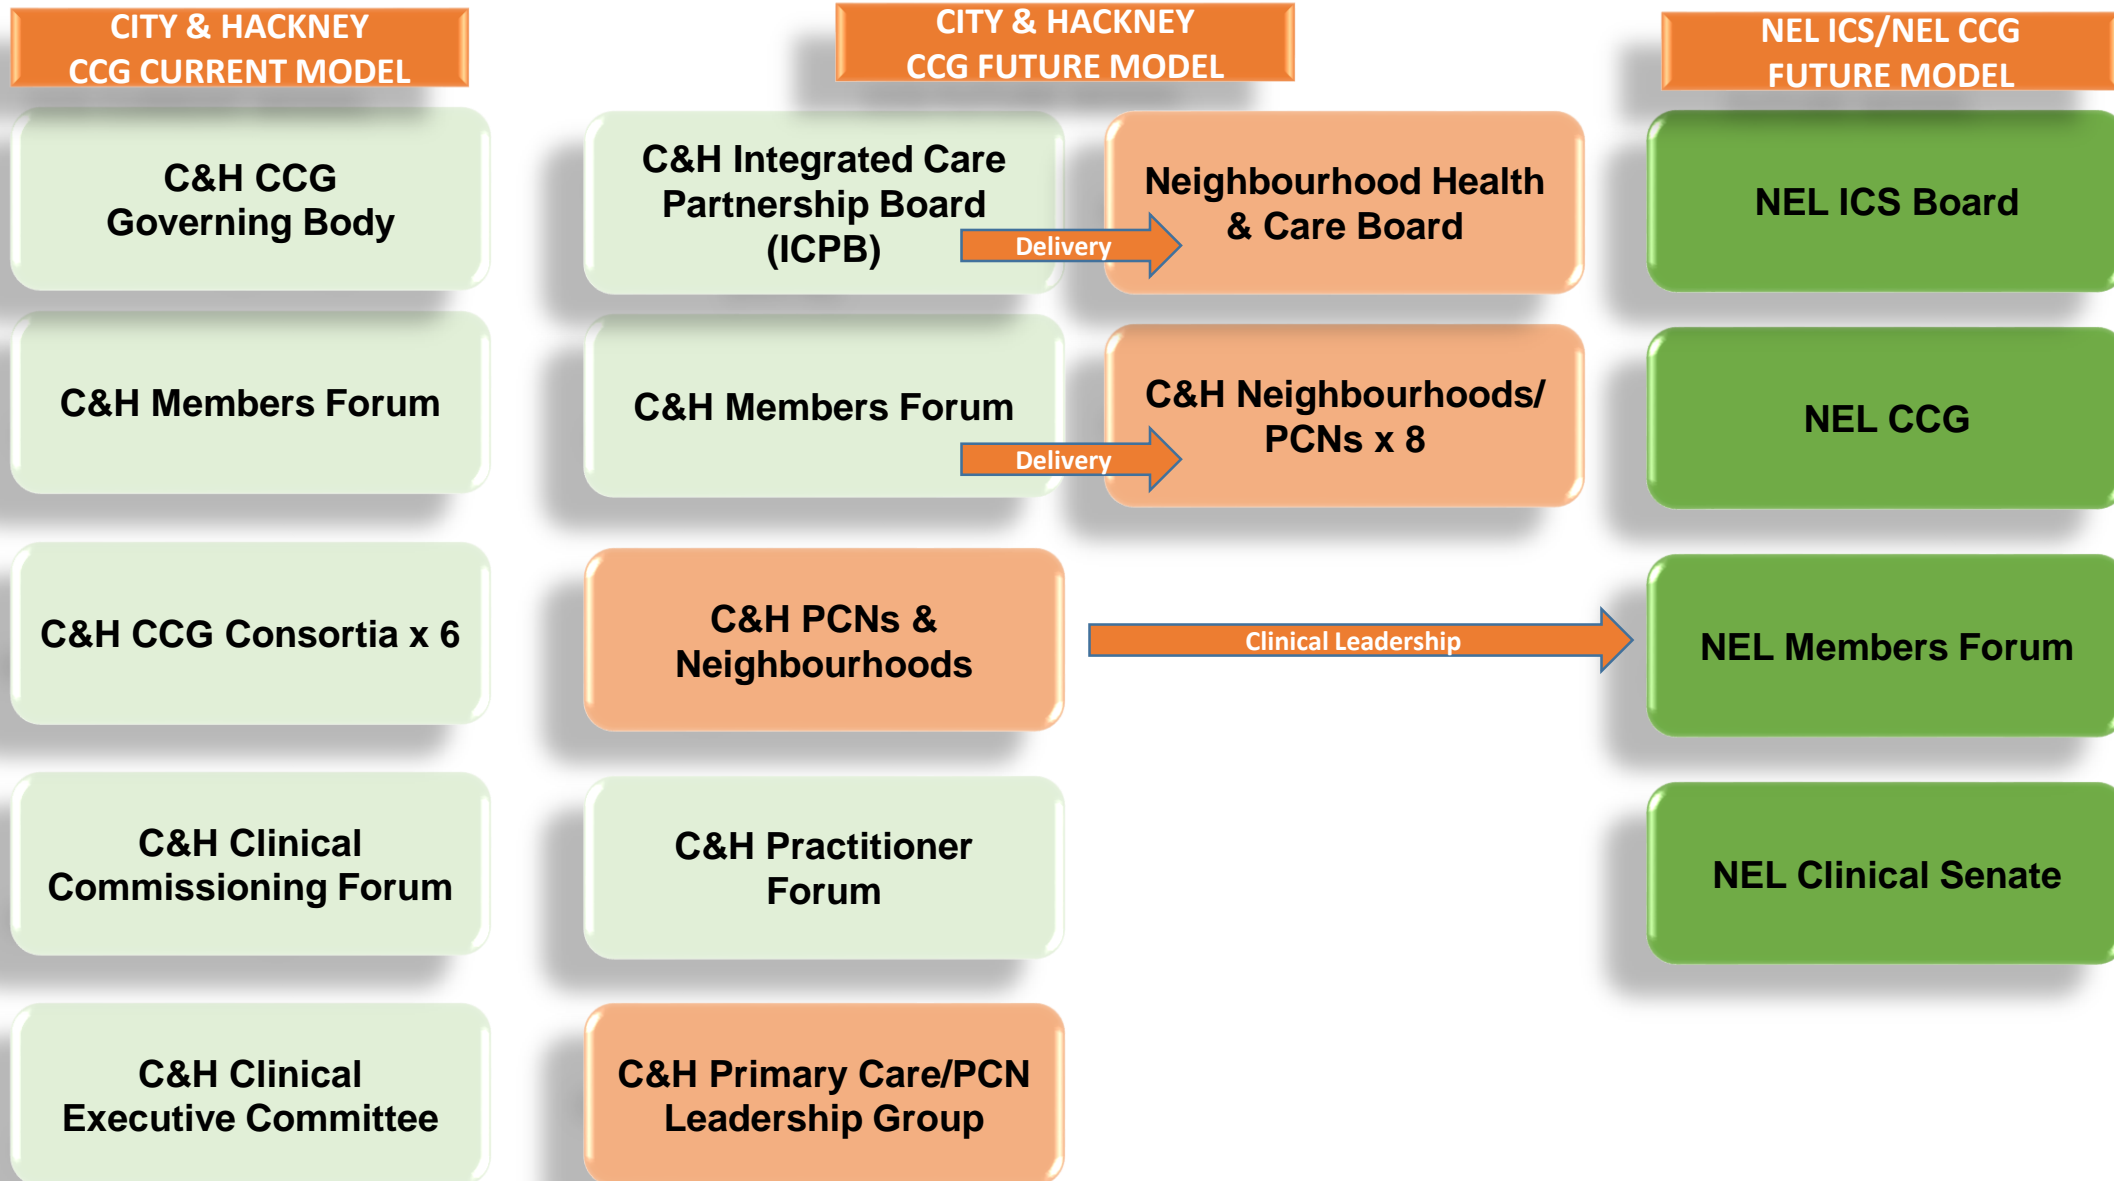 CITY & HACKNEY
CCG CURRENT MODEL
CITY & HACKNEY
CCG FUTURE MODEL
NEL ICS/NEL CCG
FUTURE MODEL
C&H CCG
Governing Body
C&H Integrated Care
Partnership Board
(ICPB)
Delivery
Neighbourhood Health
& Care Board
NEL ICS Board
C&H Members Forum
C&H Members Forum
Delivery
C&H Neighbourhoods/
PCNs x 8
NEL CCG
C&H CCG Consortia x 6
C&H PCNs &
Neighbourhoods
Clinical Leadership
NEL Members Forum
C&H Clinical
Commissioning Forum
C&H Practitioner
Forum
NEL Clinical Senate
C&H Clinical
Executive Committee
C&H Primary Care/PCN
Leadership Group